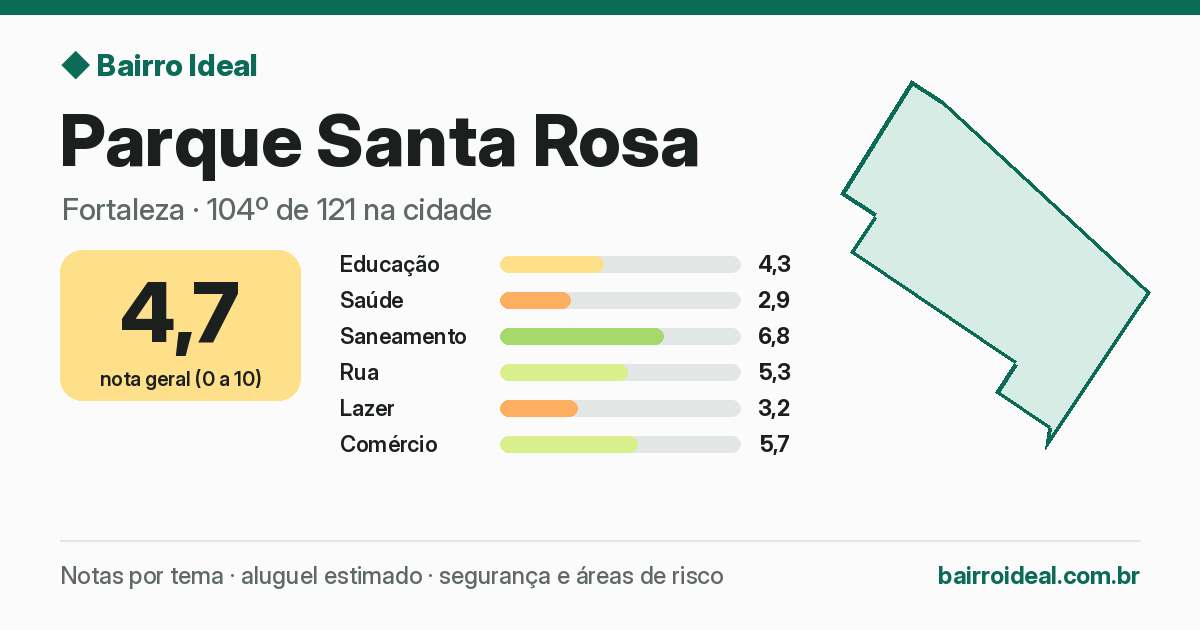 Bairro Ideal
Parque Santa Rosa
Fortaleza · 104º de 121 na cidade
4,7
nota geral (0 a 10)
Educação 4,3
Saúde 2,9
Saneamento 6,8
Rua 5,3
Lazer 3,2
Comércio 5,7
Notas por tema · aluguel estimado · segurança e áreas de risco
bairroideal.com.br